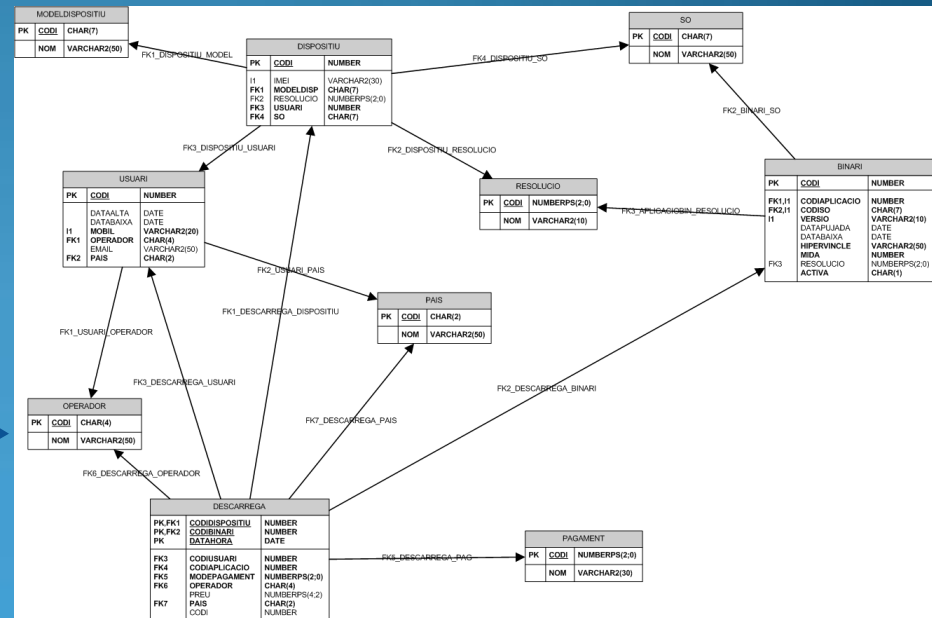 MODELDISPOSITIU
PK CODI CHAR(7)
NOM VARCHAR2(50)
FK1_DISPOSITIU_MODEL
DISPOSITIU
PK CODI NUMBER
I1 IMEI VARCHAR2(30)
FK1 MODELDISP CHAR(7)
FK2 RESOLUCIO NUMBERPS(2;0)
FK3 USUARI NUMBER
FK4 SO CHAR(7)
FK4_DISPOSITIU_SO
SO
PK CODI CHAR(7)
NOM VARCHAR2(50)
FK2_BINARI_SO
FK3_DISPOSITIU_USUARI
FK2_DISPOSITIU_RESOLUCIO
USUARI
PK CODI NUMBER
DATAALTA DATE
DATABAIXA DATE
I1 MOBIL VARCHAR2(20)
FK1 OPERADOR CHAR(4)
EMAIL VARCHAR2(50)
FK2 PAIS CHAR(2)
RESOLUCIO
PK CODI NUMBERPS(2;0)
NOM VARCHAR2(10)
FK3_APLICACIOBIN_RESOLUCIO
BINARI
PK CODI NUMBER
FK1,I1 CODIAPLICACIO NUMBER
FK2,I1 CODISO CHAR(7)
I1 VERSIO VARCHAR2(10)
DATAPUJADA DATE
DATABAIXA DATE
HIPERVINCLE VARCHAR2(50)
MIDA NUMBER
FK3 RESOLUCIO NUMBERPS(2;0)
ACTIVA CHAR(1)
FK2_USUARI_PAIS
PAIS
PK CODI CHAR(2)
NOM VARCHAR2(50)
FK1_DESCARREGA_DISPOSITIU
FK1_USUARI_OPERADOR
FK3_DESCARREGA_USUARI
FK2_DESCARREGA_BINARI
OPERADOR
PK CODI CHAR(4)
NOM VARCHAR2(50)
FK7_DESCARREGA_PAIS
FK6_DESCARREGA_OPERADOR
DESCARREGA
PK,FK1 CODIDISPOSITIU NUMBER
PK,FK2 CODIBINARI NUMBER
PK DATAHORA DATE
FK3 CODIUSUARI NUMBER
FK4 CODIAPLICACIO NUMBER
FK5 MODEPAGAMENT NUMBERPS(2;0)
FK6 OPERADOR CHAR(4)
PREU NUMBERPS(4;2)
FK7 PAIS CHAR(2)
CODI NUMBER
FK5_DESCARREGA_PAG
PAGAMENT
PK CODI NUMBERPS(2;0)
NOM VARCHAR2(30)